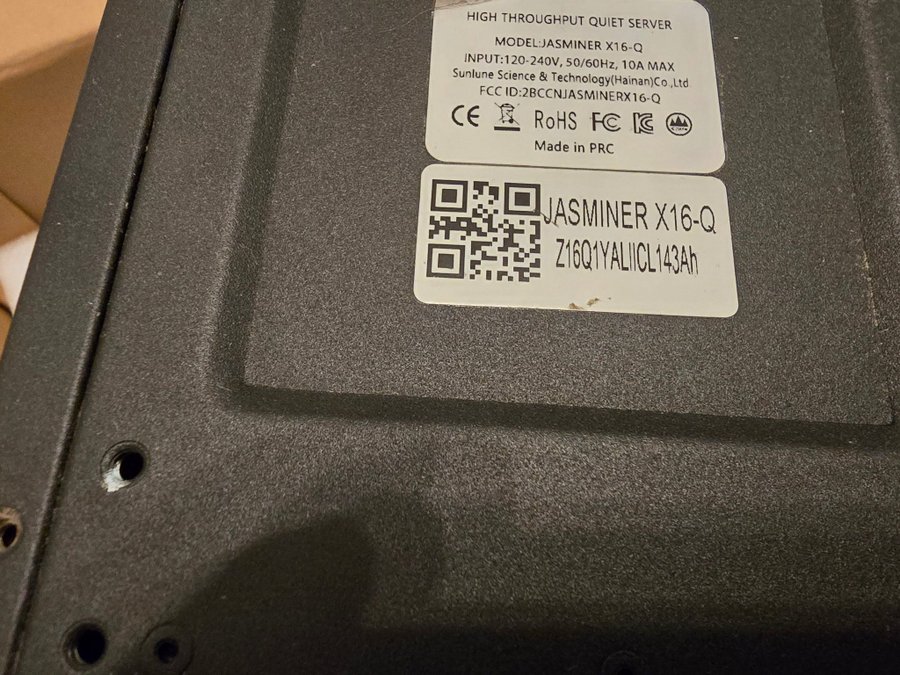 HIGH THROUGHPUT QUIET SERVER
MODEL:JASMINER X16-Q
INPUT:120-240V, 50/60Hz, 10A MAX
Sunlune Science & Technology(Hainan)Co.,Ltd
FCC ID:2BCCNJASMINERX16-Q
CE RoHS FC
Made in PRC
JASMINER X16-Q
Z16Q1YALIICL143Ah